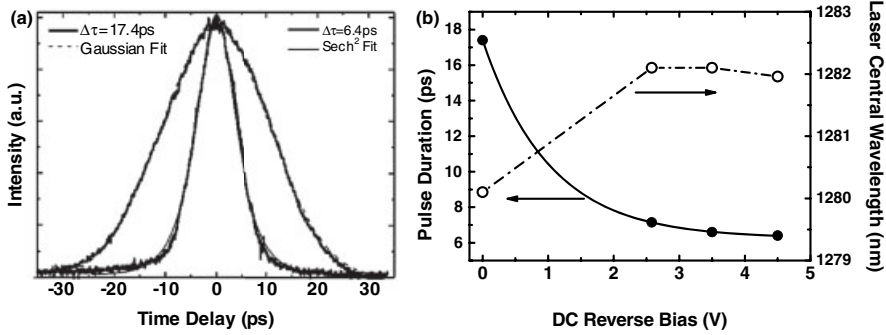 (a)
Δτ=17.4ps
Gaussian Fit
Δτ=6.4ps
Sech² Fit
Intensity (a.u.)
-30 -20 -10 0 10 20 30
Time Delay (ps)
(b)
18
16
14
12
10
8
6
Pulse Duration (ps)
0 1 2 3 4 5
DC Reverse Bias (V)
1283
1282
1281
1280
1279
Laser Central Wavelength (nm)